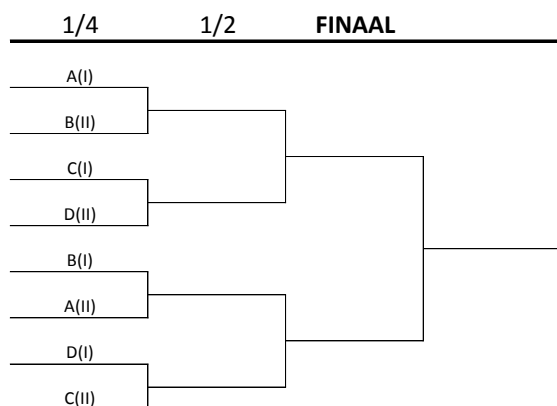 1/4 1/2 FINAAL
A(I)
B(II)
C(I)
D(II)
B(I)
A(II)
D(I)
C(II)